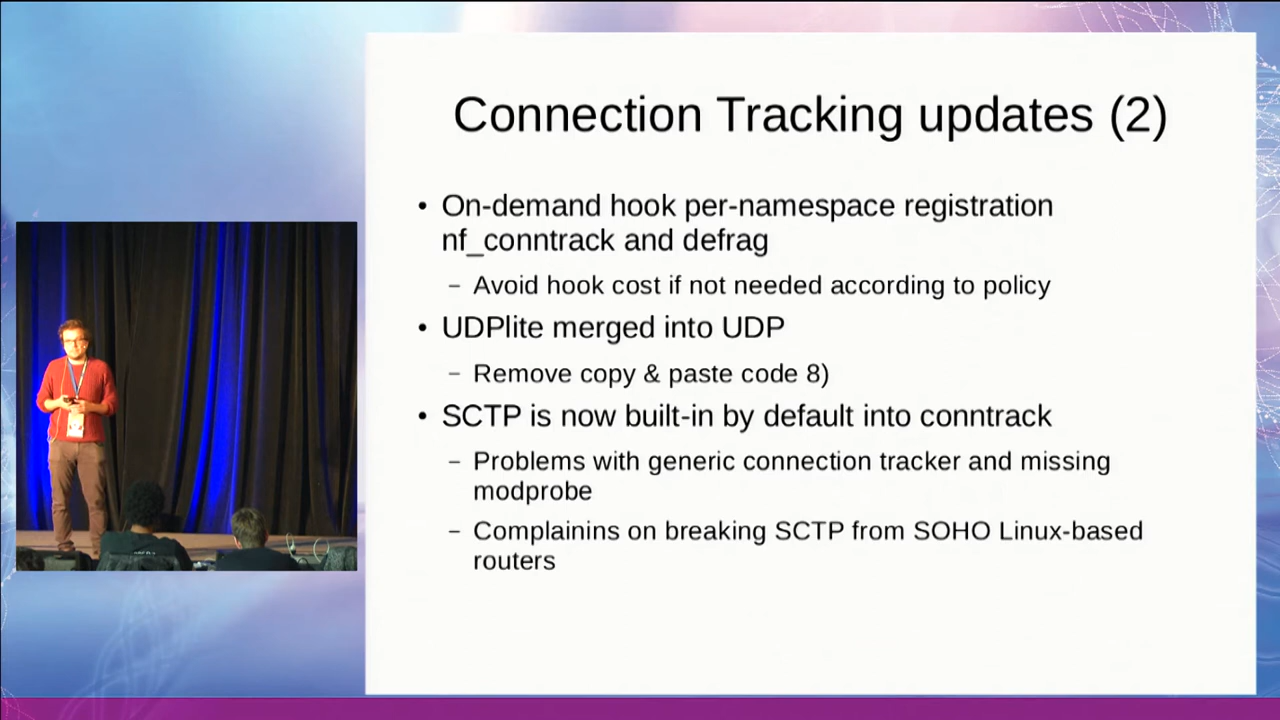 Connection Tracking updates (2)
• On-demand hook per-namespace registration
nf_conntrack and defrag
– Avoid hook cost if not needed according to policy
• UDPlite merged into UDP
– Remove copy & paste code 8)
• SCTP is now built-in by default into conntrack
– Problems with generic connection tracker and missing
modprobe
– Complainins on breaking SCTP from SOHO Linux-based
routers